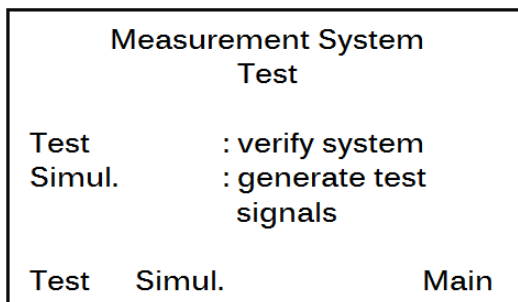 Measurement System
Test
Test : verify system
Simul. : generate test
signals
Test Simul. Main